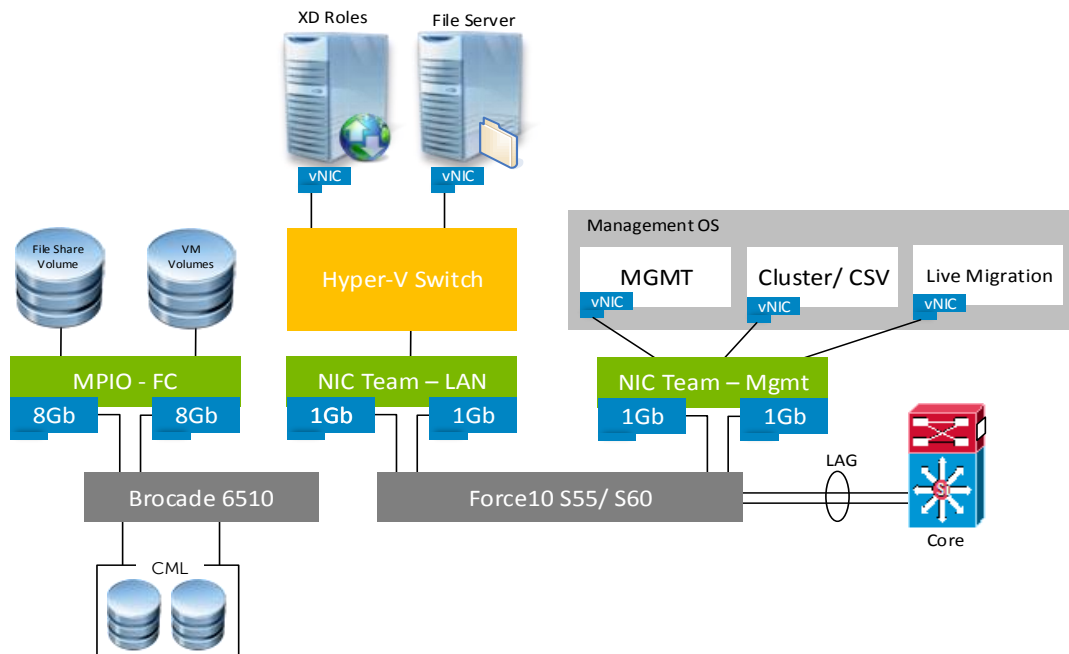 XD Roles
File Server
vNIC
vNIC
File Share
Volume
VM
Volumes
Hyper-V Switch
Management OS
MGMT
Cluster/ CSV
Live Migration
vNIC
vNIC
vNIC
MPIO - FC
NIC Team – LAN
NIC Team – Mgmt
8Gb
8Gb
1Gb
1Gb
1Gb
1Gb
LAG
Brocade 6510
Force10 S55/ S60
Si
Core
CML